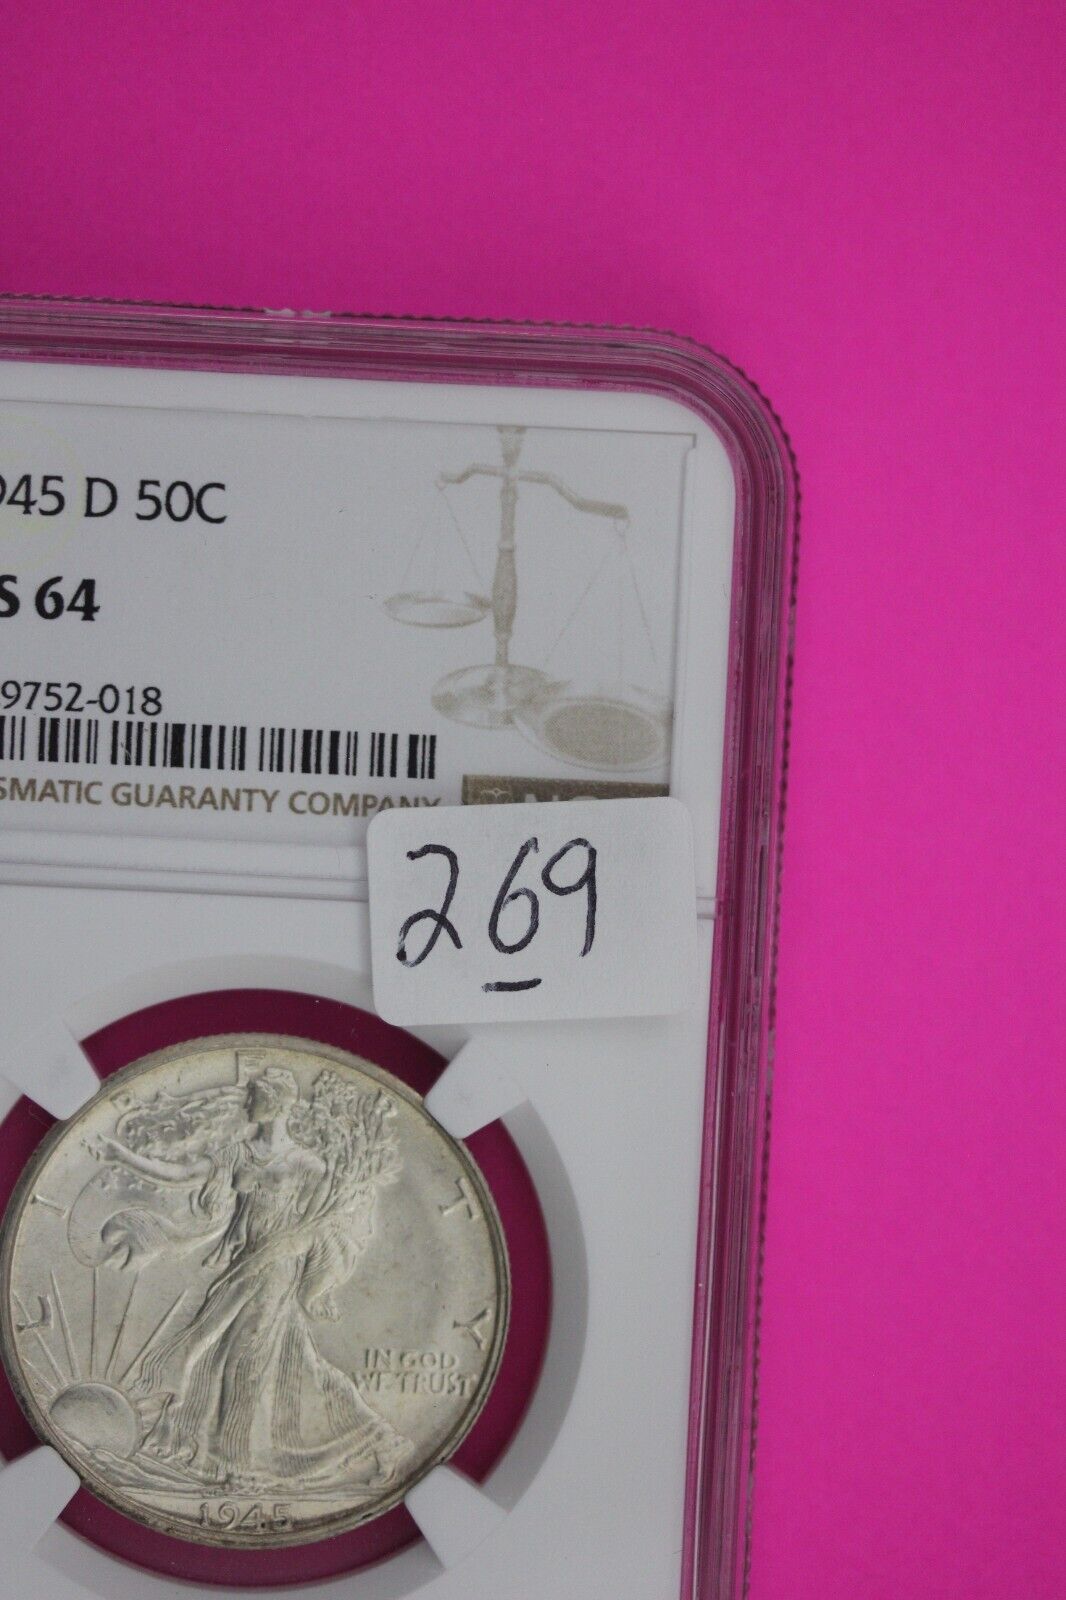 945 D 50C
S 64
9752-018
SMATIC GUARANTY COMPANY
269
LIBERTY
IN GOD
WE TRUST
1945